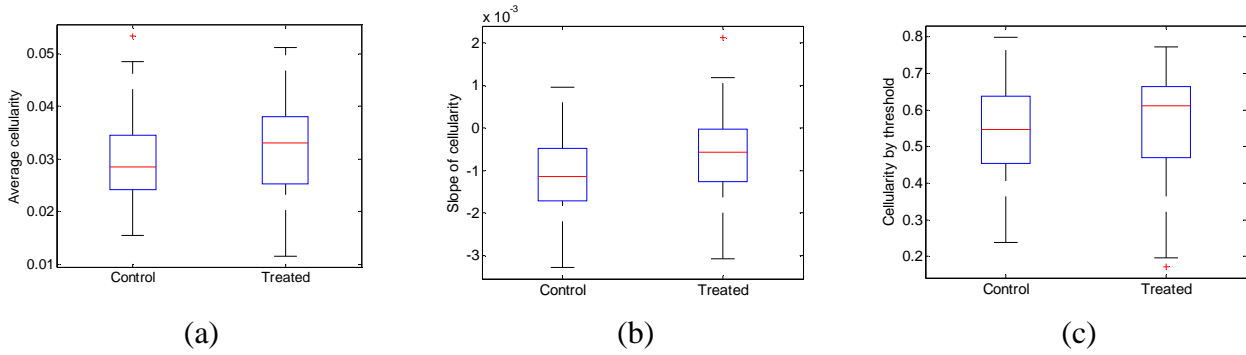 Average cellularity
0.05
0.04
0.03
0.02
0.01
Control
Treated
(a)
x 10-3
Slope of cellularity
2
1
0
-1
-2
-3
Control
Treated
(b)
Cellularity by threshold
0.8
0.7
0.6
0.5
0.4
0.3
0.2
Control
Treated
(c)